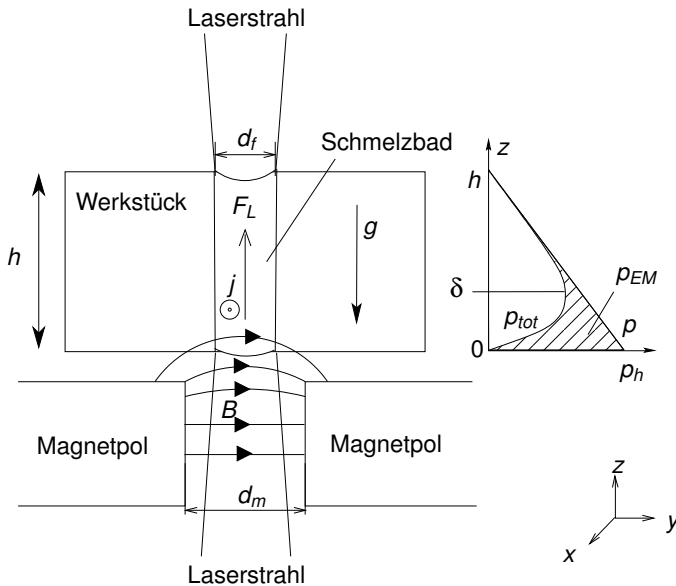 Laserstrahl
d_f
Schmelzbad
z
h
Werkstück
F_L
g
h
j
δ
p_EM
p_tot
p
0
p_h
B
Magnetpol
Magnetpol
d_m
z
y
x
Laserstrahl